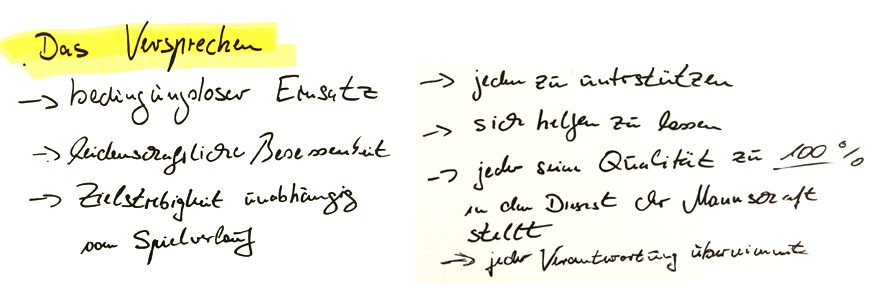 Das Versprechen
→ bedingungsloser Einsatz
→ leidenschaftliche Besessenheit
→ Zielstrebigkeit unabhängig
vom Spielverlauf
→ jeden zu unterstützen
→ sich helfen zu lassen
→ jeder seine Qualität zu 100 %
in den Dienst der Mannschaft
stellt
→ jeder Verantwortung übernimmt